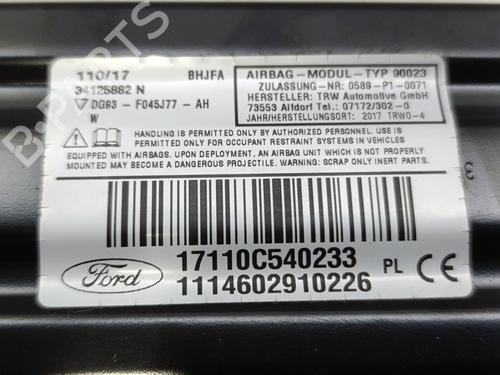 110/17 BHJFA
34125882 N
DG93 - F045J77 - AH
W
AIRBAG-MODUL-TYP 90023
ZULASSUNG-NR: 0589-P1-0071
HERSTELLER: TRW Automotive GmbH
73553 Alfdorf Tel.: 07172/302-0
JAHR/HERSTELLUNGSORT: 2017 TRW0-4
HANDLING IS PERMITTED ONLY BY AUTHORIZED PERSONNEL.
USE IS PERMITTED ONLY FOR OCCUPANT RESTRAINT SYSTEMS IN VEHICLES
EQUIPPED WITH AIRBAGS. UPON DEPLOYMENT, AN AIRBAG UNIT WHICH IS NOT PROPERLY
MOUNTED MAY BECOME A DANGEROUS PROJECTILE. WARNING: SCRAP ONLY INERT PARTS.
Ford
17110C540233
1114602910226
PL CE